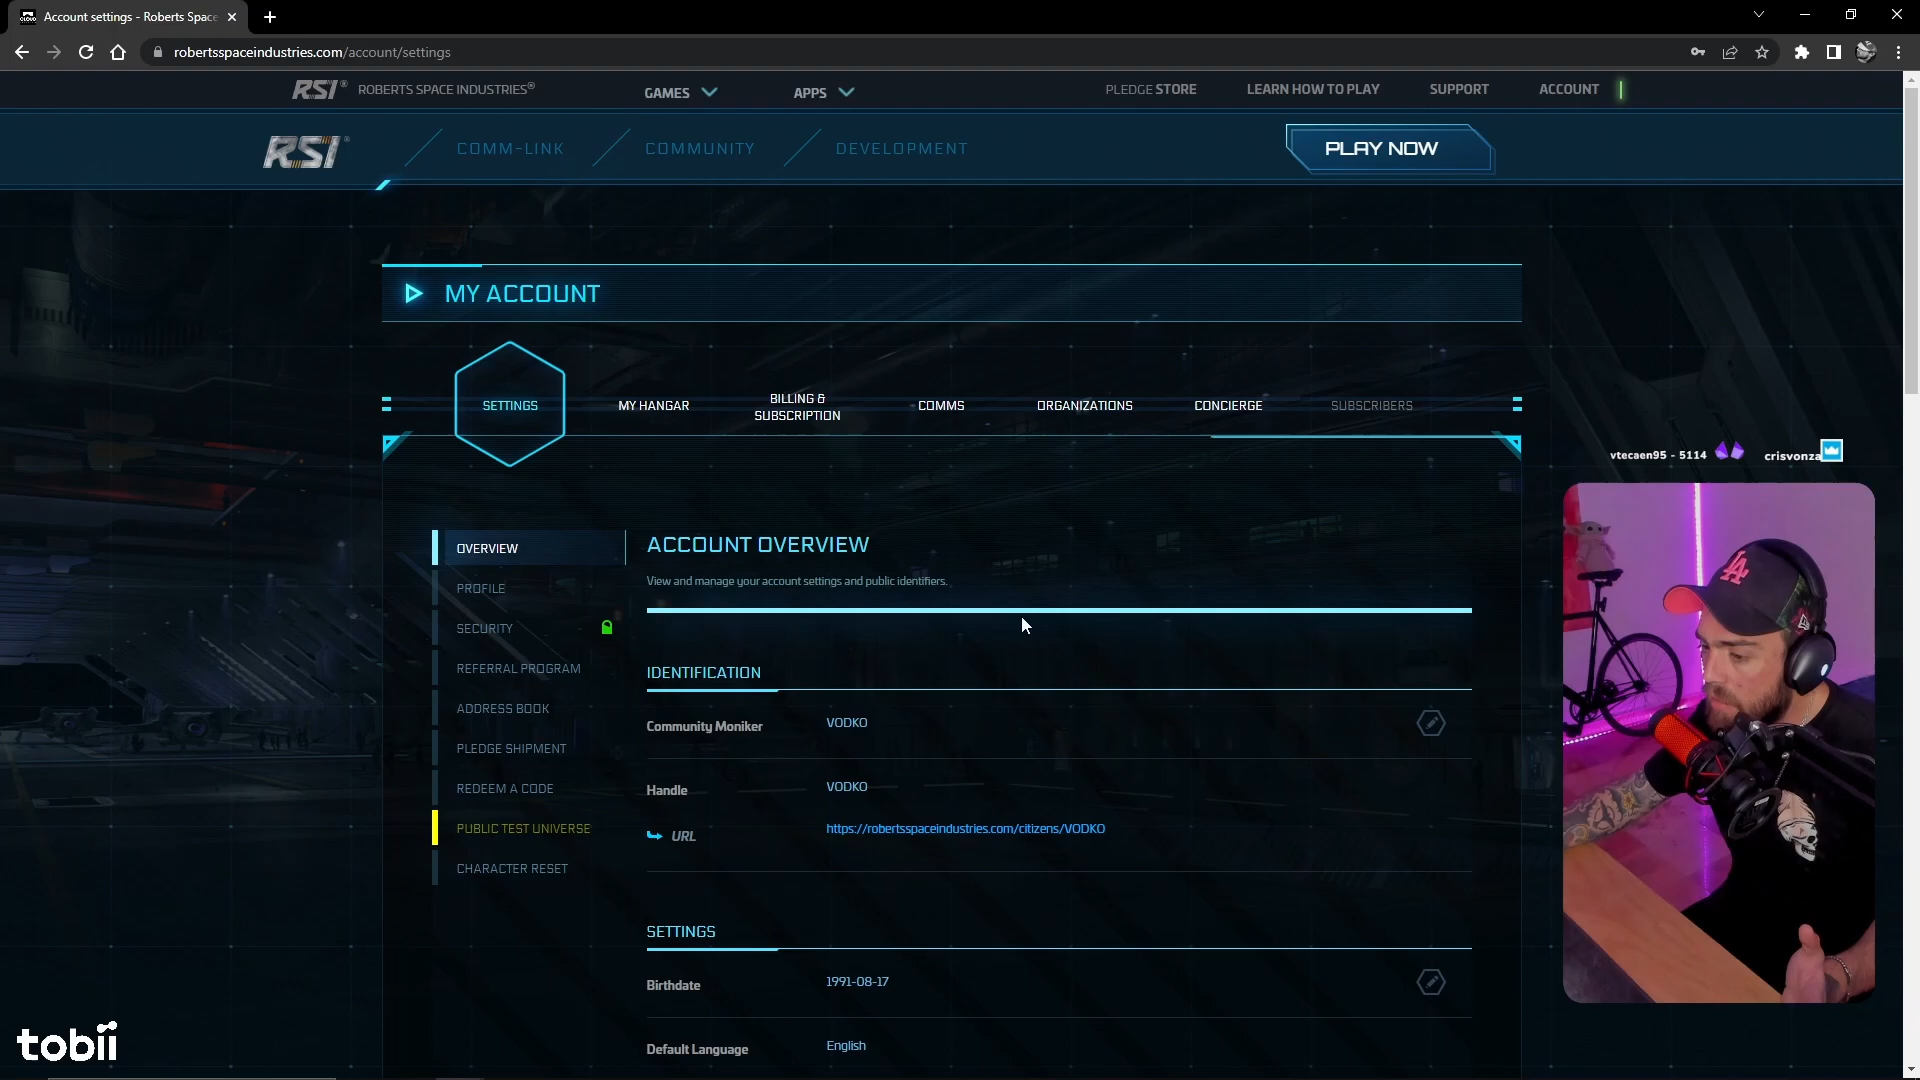 Account settings - Roberts Space
robertsspaceindustries.com/account/settings
RSI® ROBERTS SPACE INDUSTRIES®
GAMES
APPS
PLEDGE STORE
LEARN HOW TO PLAY
SUPPORT
ACCOUNT
RSI
COMM-LINK
COMMUNITY
DEVELOPMENT
PLAY NOW
MY ACCOUNT
SETTINGS
MY HANGAR
BILLING &
SUBSCRIPTION
COMMS
ORGANIZATIONS
CONCIERGE
SUBSCRIBERS
vtecaen95 - 5114
crisvonza
OVERVIEW
PROFILE
SECURITY
REFERRAL PROGRAM
ADDRESS BOOK
PLEDGE SHIPMENT
REDEEM A CODE
PUBLIC TEST UNIVERSE
CHARACTER RESET
ACCOUNT OVERVIEW
View and manage your account settings and public identifiers.
IDENTIFICATION
Community Moniker VODKO
Handle VODKO
URL https://robertsspaceindustries.com/citizens/VODKO
SETTINGS
Birthdate 1991-08-17
Default Language English
LA
tobii